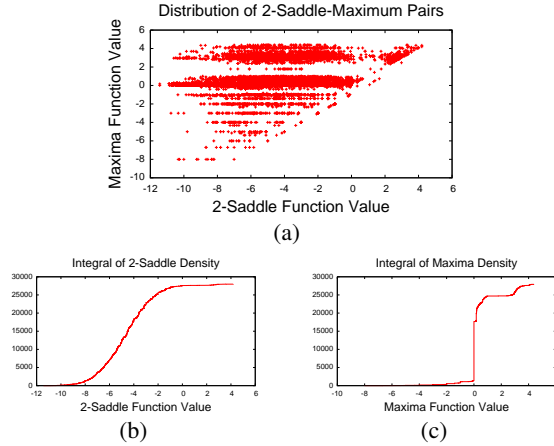 Distribution of 2-Saddle-Maximum Pairs
Maxima Function Value
6
4
2
0
-2
-4
-6
-8
-10
-12 -10 -8 -6 -4 -2 0 2 4 6
2-Saddle Function Value
(a)
Integral of 2-Saddle Density
30000
25000
20000
15000
10000
5000
0
-12 -10 -8 -6 -4 -2 0 2 4 6
2-Saddle Function Value
(b)
Integral of Maxima Density
30000
25000
20000
15000
10000
5000
0
-10 -8 -6 -4 -2 0 2 4 6
Maxima Function Value
(c)